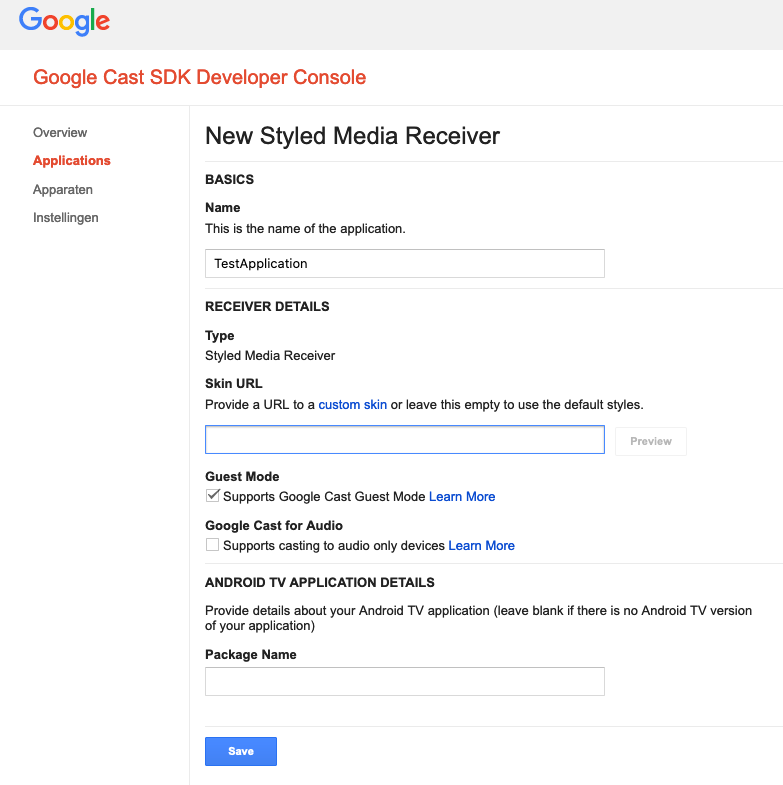 Google
Google Cast SDK Developer Console
Overview
Applications
Apparaten
Instellingen
New Styled Media Receiver
BASICS
Name
This is the name of the application.
TestApplication
RECEIVER DETAILS
Type
Styled Media Receiver
Skin URL
Provide a URL to a custom skin or leave this empty to use the default styles.
Preview
Guest Mode
Supports Google Cast Guest Mode Learn More
Google Cast for Audio
Supports casting to audio only devices Learn More
ANDROID TV APPLICATION DETAILS
Provide details about your Android TV application (leave blank if there is no Android TV version
of your application)
Package Name
Save